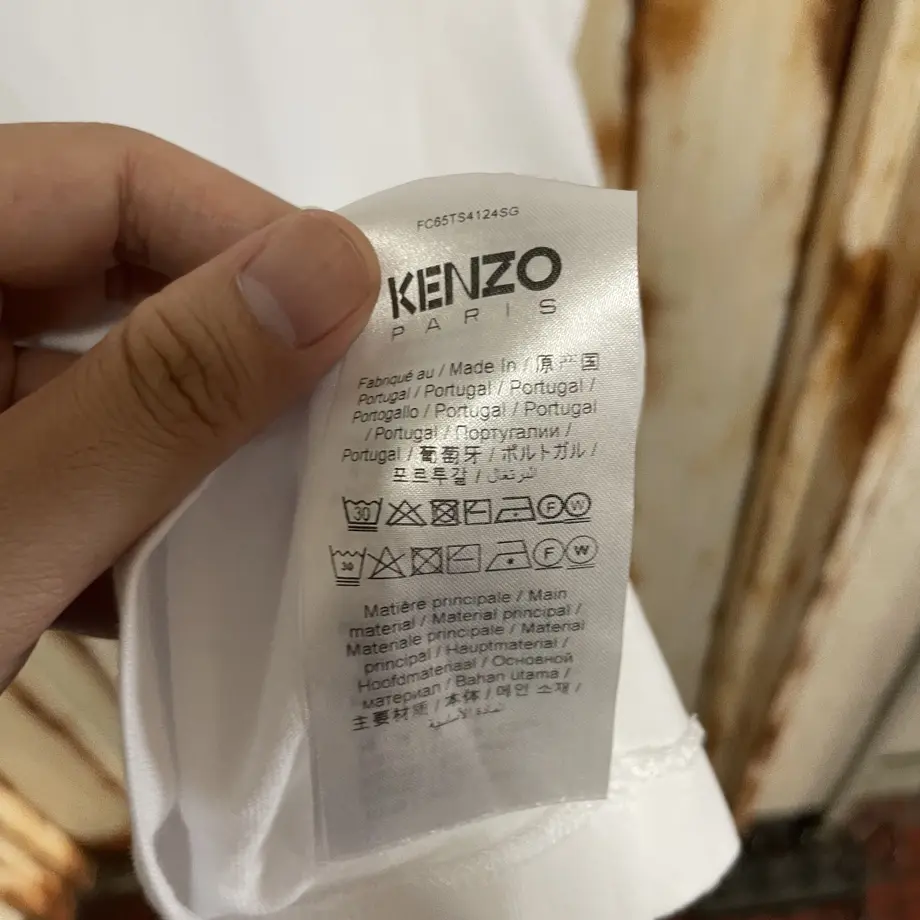 FC65TS4124SG
KENZO
PARIS
Fabriqué au / Made In / 原产国
Portugal / Portugal / Portugal /
Portogallo / Portugal / Portugal
/ Portugal / Португалии /
Portugal / 葡萄牙 / ポルトガル /
포르투갈 / البرتغال
30 F W
30 F W
Matière principale / Main
material / Material principal /
Materiale principale / Material
principal / Hauptmaterial /
Hoofdmateriaal / Основной
материал / Bahan utama /
主要材质 / 本体 / 메인 소재 /
المادة الأساسية